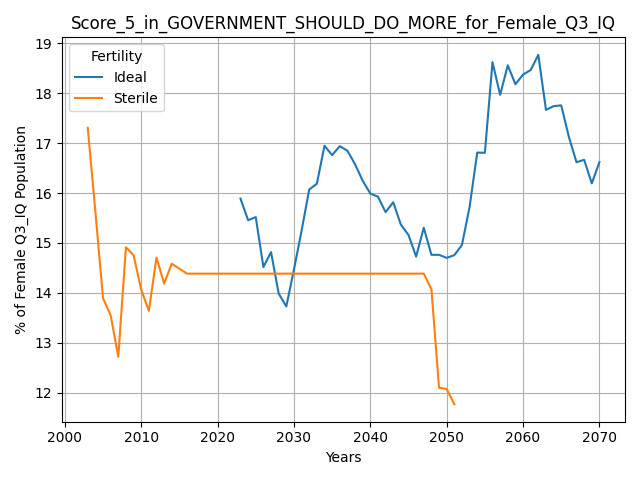 Score_5_in_GOVERNMENT_SHOULD_DO_MORE_for_Female_Q3_IQ
Fertility
Ideal
Sterile
% of Female Q3_IQ Population
19
18
17
16
15
14
13
12
2000 2010 2020 2030 2040 2050 2060 2070
Years